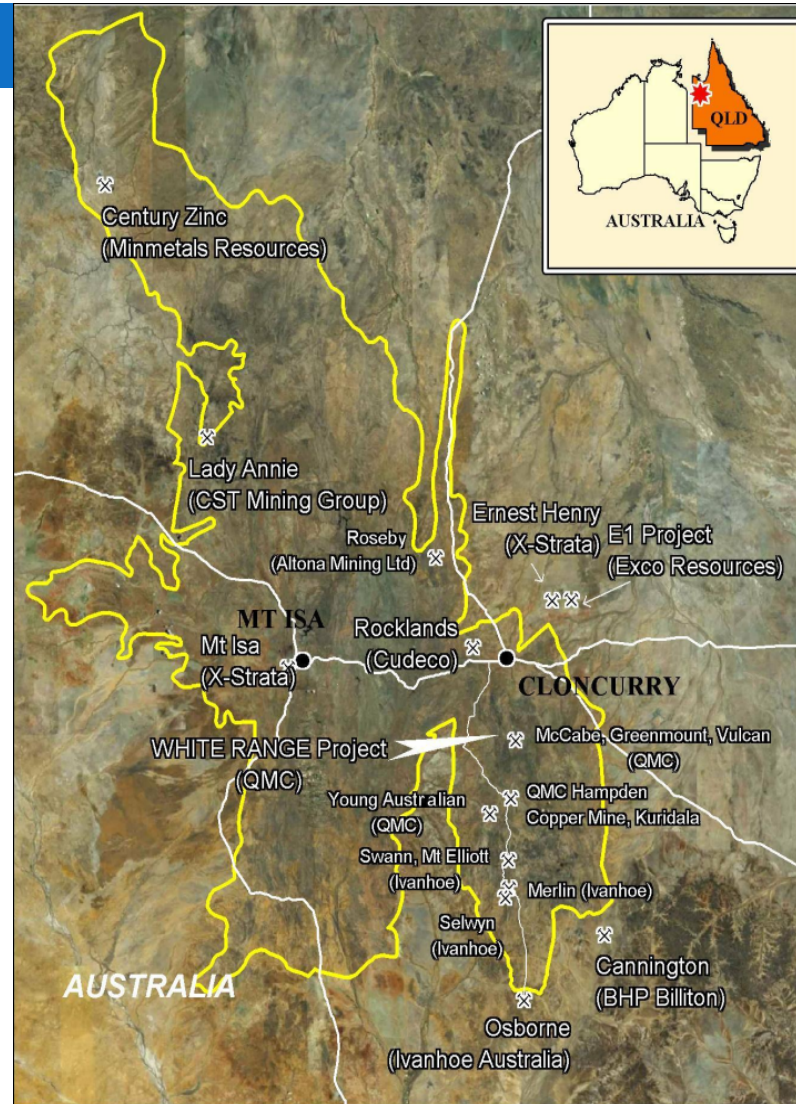 QLD
AUSTRALIA
Century Zinc
(Minmetals Resources)
Lady Annie
(CST Mining Group)
Roseby
(Altona Mining Ltd)
Ernest Henry
(X-Strata)
E1 Project
(Exco Resources)
MT ISA
Mt Isa
(X-Strata)
Rocklands
(Cudeco)
CLONCURRY
WHITE RANGE Project
(QMC)
McCabe, Greenmount, Vulcan
(QMC)
Young Australian
(QMC)
QMC Hampden
Copper Mine, Kuridala
Swann, Mt Elliott
(Ivanhoe)
Merlin (Ivanhoe)
Selwyn
(Ivanhoe)
Cannington
(BHP Billiton)
AUSTRALIA
Osborne
(Ivanhoe Australia)